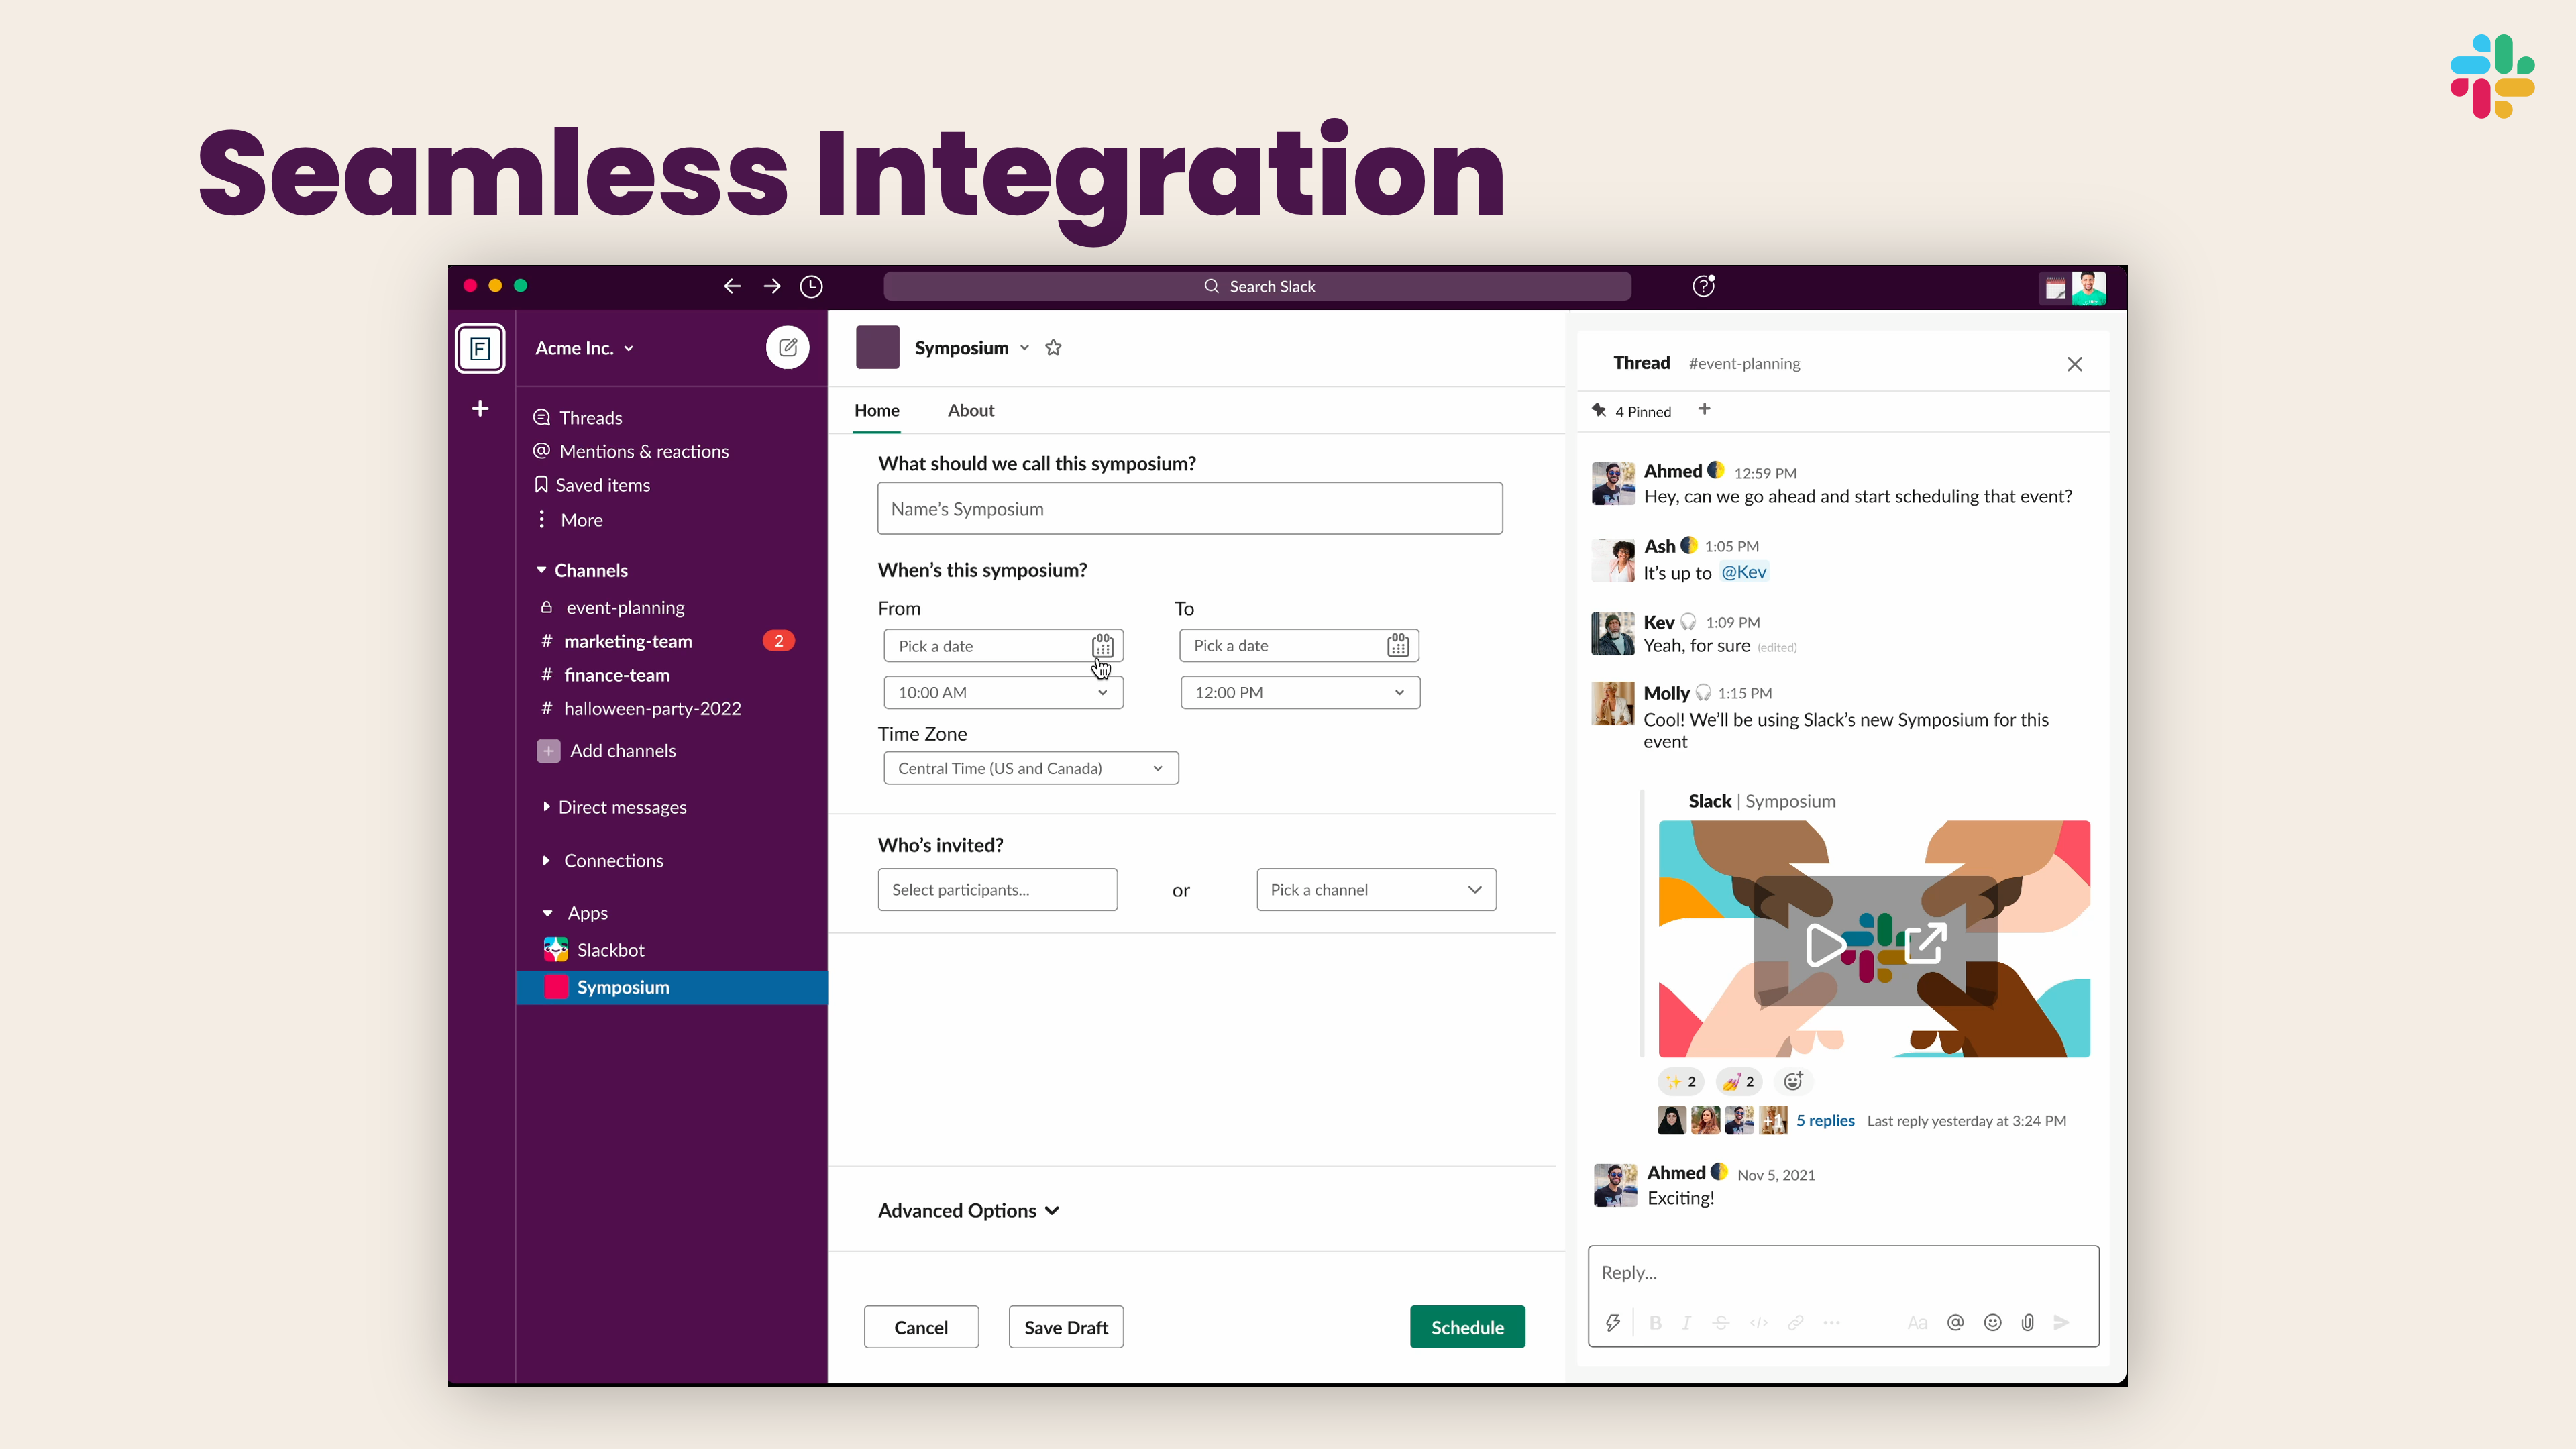 Seamless Integration
Search Slack
F
Acme Inc.
Threads
@ Mentions & reactions
Saved items
More
Channels
event-planning
# marketing-team 2
# finance-team
# halloween-party-2022
+ Add channels
Direct messages
Connections
Apps
Slackbot
Symposium
Symposium
Home About
What should we call this symposium?
Name’s Symposium
When’s this symposium?
From To
Pick a date Pick a date
10:00 AM 12:00 PM
Time Zone
Central Time (US and Canada)
Who’s invited?
Select participants... or Pick a channel
Advanced Options
Cancel Save Draft Schedule
Thread #event-planning
4 Pinned +
Ahmed 12:59 PM
Hey, can we go ahead and start scheduling that event?
Ash 1:05 PM
It’s up to @Kev
Kev 1:09 PM
Yeah, for sure (edited)
Molly 1:15 PM
Cool! We’ll be using Slack’s new Symposium for this
event
Slack | Symposium
2 2
+1 5 replies Last reply yesterday at 3:24 PM
Ahmed Nov 5, 2021
Exciting!
Reply...
B I S </> Aa @